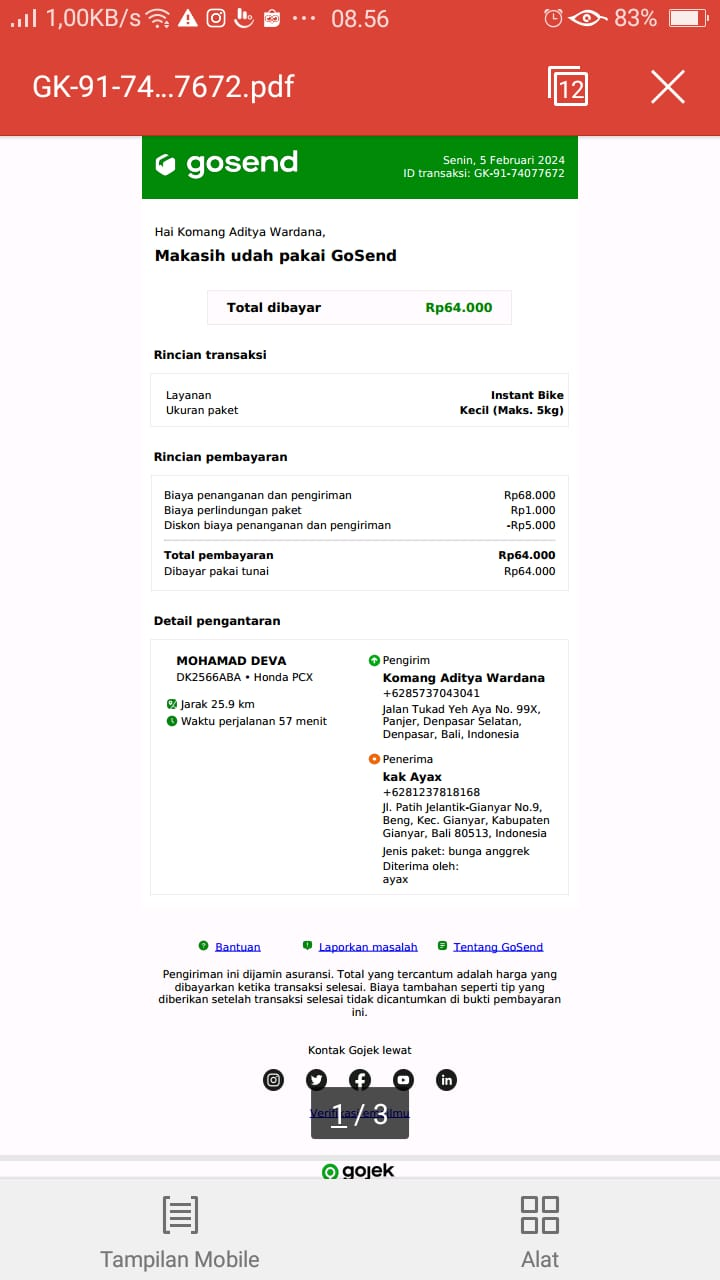 1,00KB/s
08.56
83%
GK-91-74...7672.pdf
12
gosend
Senin, 5 Februari 2024
ID transaksi: GK-91-74077672
Hai Komang Aditya Wardana,
Makasih udah pakai GoSend
Total dibayar Rp64.000
Rincian transaksi
Layanan Instant Bike
Ukuran paket Kecil (Maks. 5kg)
Rincian pembayaran
Biaya penanganan dan pengiriman Rp68.000
Biaya perlindungan paket Rp1.000
Diskon biaya penanganan dan pengiriman -Rp5.000
Total pembayaran Rp64.000
Dibayar pakai tunai Rp64.000
Detail pengantaran
MOHAMAD DEVA
DK2566ABA • Honda PCX
Jarak 25.9 km
Waktu perjalanan 57 menit
Pengirim
Komang Aditya Wardana
+6285737043041
Jalan Tukad Yeh Aya No. 99X,
Panjer, Denpasar Selatan,
Denpasar, Bali, Indonesia
Penerima
kak Ayax
+6281237818168
Jl. Patih Jelantik-Gianyar No.9,
Beng, Kec. Gianyar, Kabupaten
Gianyar, Bali 80513, Indonesia
Jenis paket: bunga anggrek
Diterima oleh:
ayax
Bantuan Laporkan masalah Tentang GoSend
Pengiriman ini dijamin asuransi. Total yang tercantum adalah harga yang
dibayarkan ketika transaksi selesai. Biaya tambahan seperti tip yang
diberikan setelah transaksi selesai tidak dicantumkan di bukti pembayaran
ini.
Kontak Gojek lewat
1 / 3
gojek
Tampilan Mobile
Alat